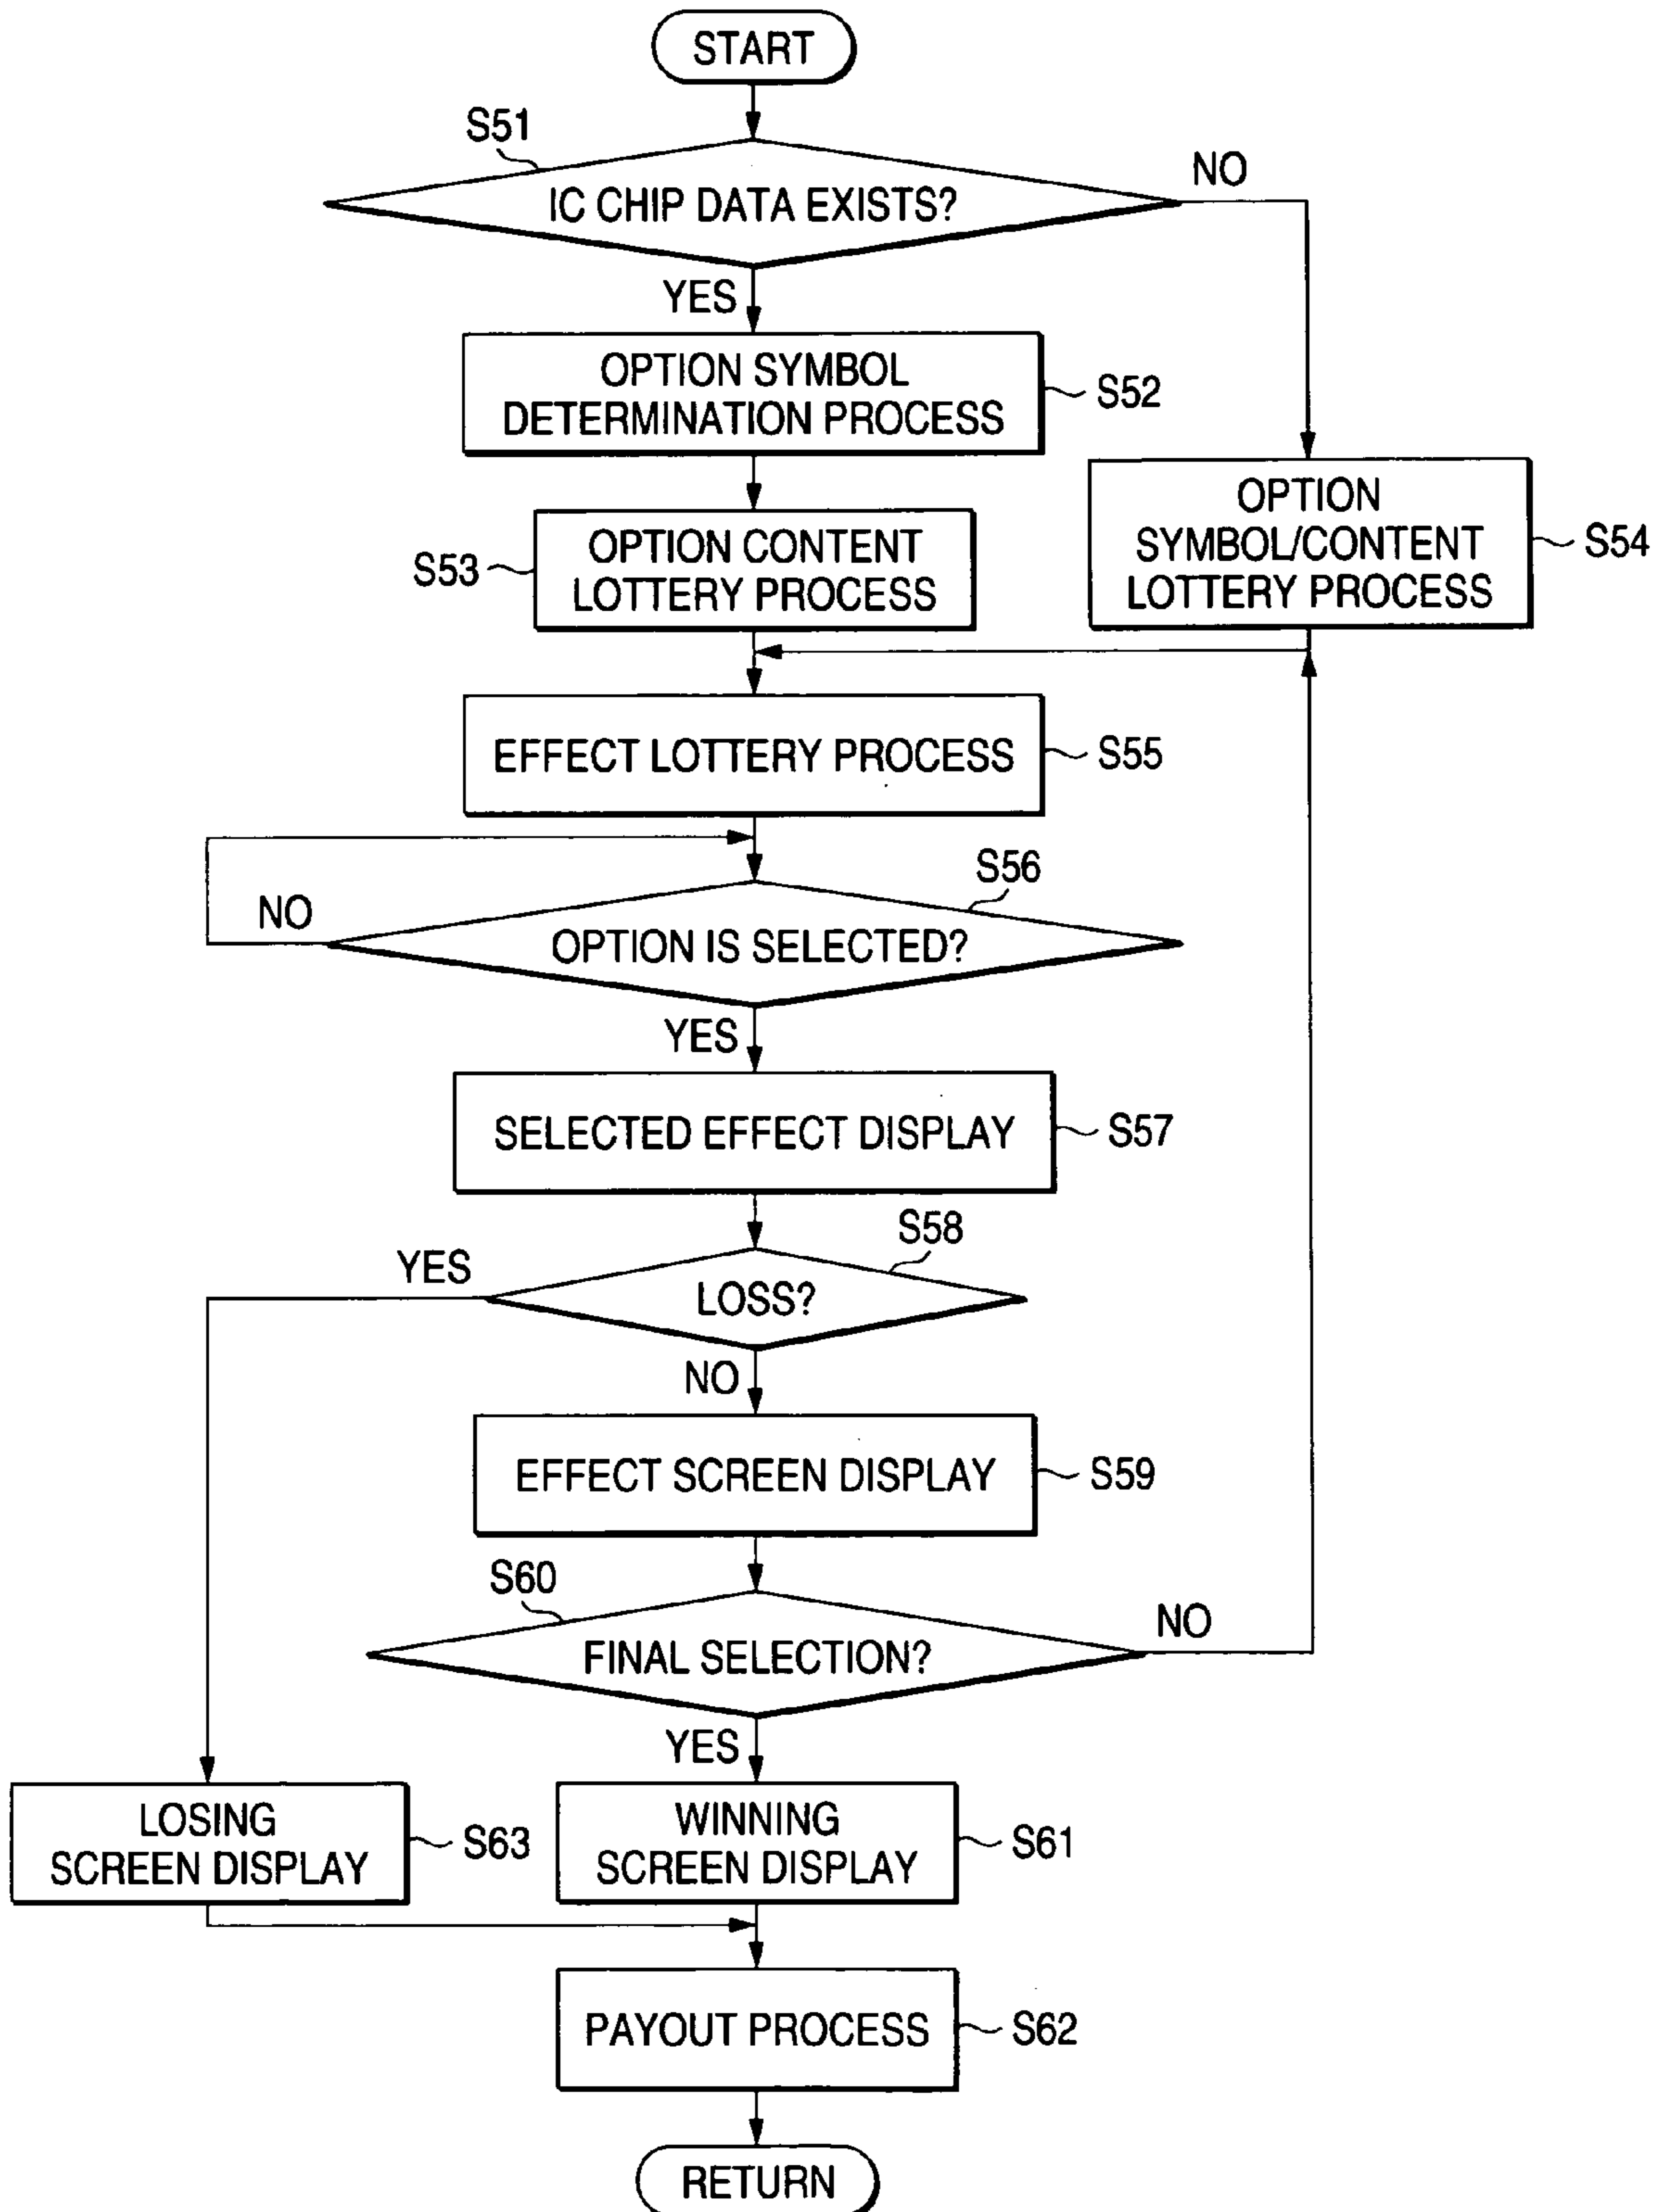 START
S51
IC CHIP DATA EXISTS?
NO
YES
OPTION SYMBOL
DETERMINATION PROCESS
S52
OPTION
SYMBOL/CONTENT
LOTTERY PROCESS
S54
S53
OPTION CONTENT
LOTTERY PROCESS
EFFECT LOTTERY PROCESS
S55
S56
NO
OPTION IS SELECTED?
YES
SELECTED EFFECT DISPLAY
S57
S58
YES
LOSS?
NO
EFFECT SCREEN DISPLAY
S59
S60
NO
FINAL SELECTION?
YES
LOSING
SCREEN DISPLAY
S63
WINNING
SCREEN DISPLAY
S61
PAYOUT PROCESS
S62
RETURN